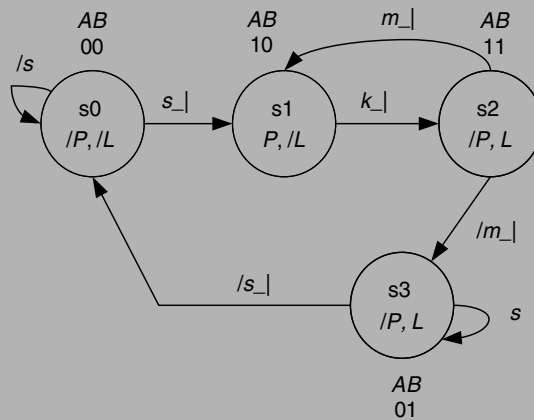 AB
00
AB
10
AB
11
/s
s0
/P, /L
s_|
s1
P, /L
m_|
k_|
s2
/P, L
/m_|
/s_|
s3
/P, L
s
AB
01